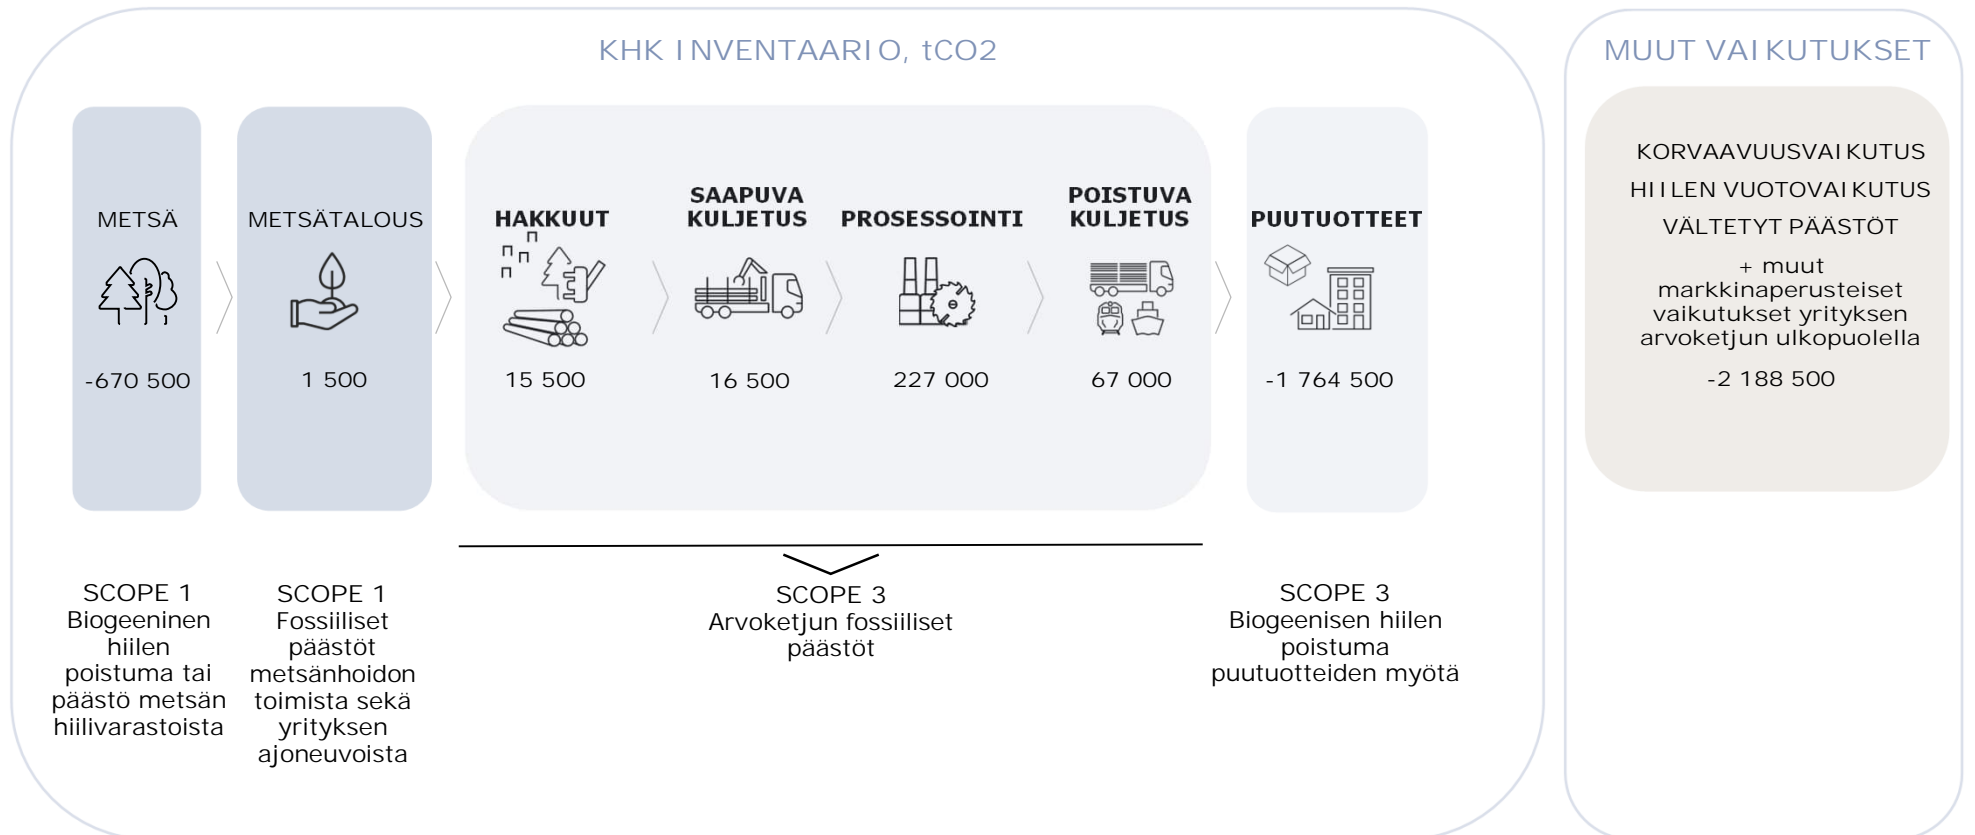 KHK INVENTAARIO, tCO2
METSÄ
-670 500
METSÄTALOUS
1 500
HAKKUUT
15 500
SAAPUVA
KULJETUS
16 500
PROSESSOINTI
227 000
POISTUVA
KULJETUS
67 000
PUUTUOTTEET
-1 764 500
SCOPE 1
Biogeeninen
hiilen
poistuma tai
päästö metsän
hiilivarastoista
SCOPE 1
Fossiiliset
päästöt
metsänhoidon
toimista sekä
yrityksen
ajoneuvoista
SCOPE 3
Arvoketjun fossiiliset
päästöt
SCOPE 3
Biogeenisen hiilen
poistuma
puutuotteiden myötä
MUUT VAIKUTUKSET
KORVAAVUUSVAIKUTUS
HIILEN VUOTOVAIKUTUS
VÄLTETYT PÄÄSTÖT
+ muut
markkinaperusteiset
vaikutukset yrityksen
arvoketjun ulkopuolella
-2 188 500